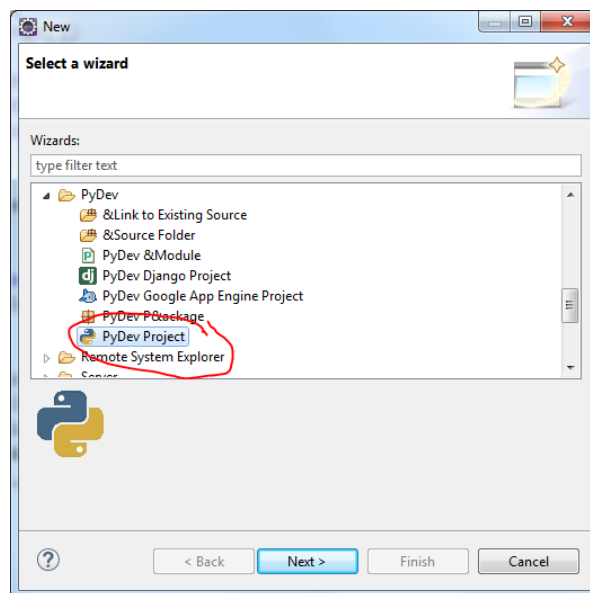 New
Select a wizard
Wizards:
type filter text
PyDev
&Link to Existing Source
&Source Folder
PyDev &Module
PyDev Django Project
PyDev Google App Engine Project
PyDev P&ackage
PyDev Project
Remote System Explorer
Server
< Back Next > Finish Cancel